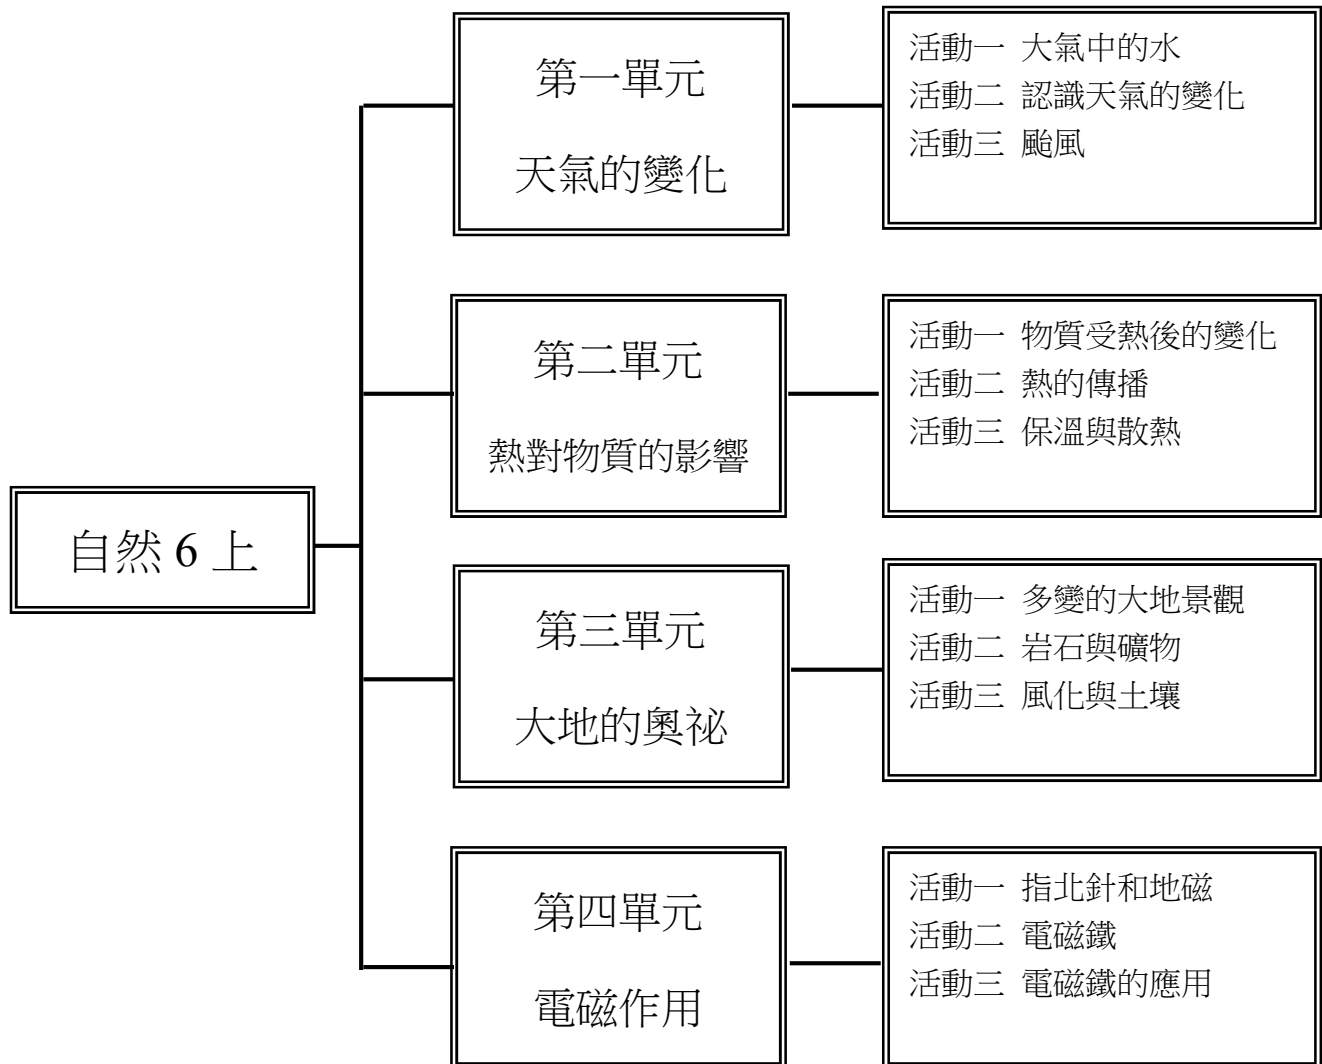 第一單元
天氣的變化
活動一 大氣中的水
活動二 認識天氣的變化
活動三 颱風
第二單元
熱對物質的影響
活動一 物質受熱後的變化
活動二 熱的傳播
活動三 保溫與散熱
自然 6 上
第三單元
大地的奧祕
活動一 多變的大地景觀
活動二 岩石與礦物
活動三 風化與土壤
第四單元
電磁作用
活動一 指北針和地磁
活動二 電磁鐵
活動三 電磁鐵的應用